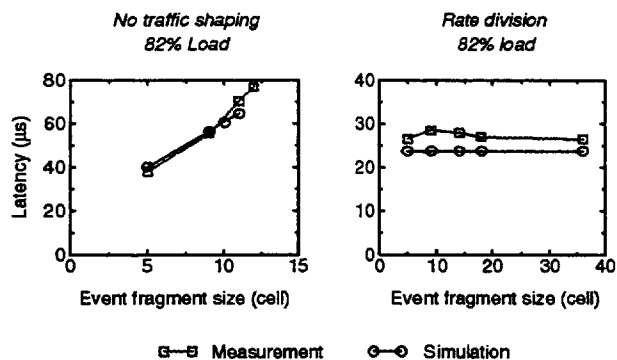 No traffic shaping
82% Load
Rate division
82% load
80
60
40
20
0
0
5
10
15
Latency (µs)
Event fragment size (cell)
40
30
20
10
0
0
10
20
30
40
Event fragment size (cell)
Measurement
Simulation